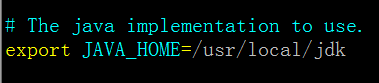 # The java implementation to use.
export JAVA_HOME=/usr/local/jdk